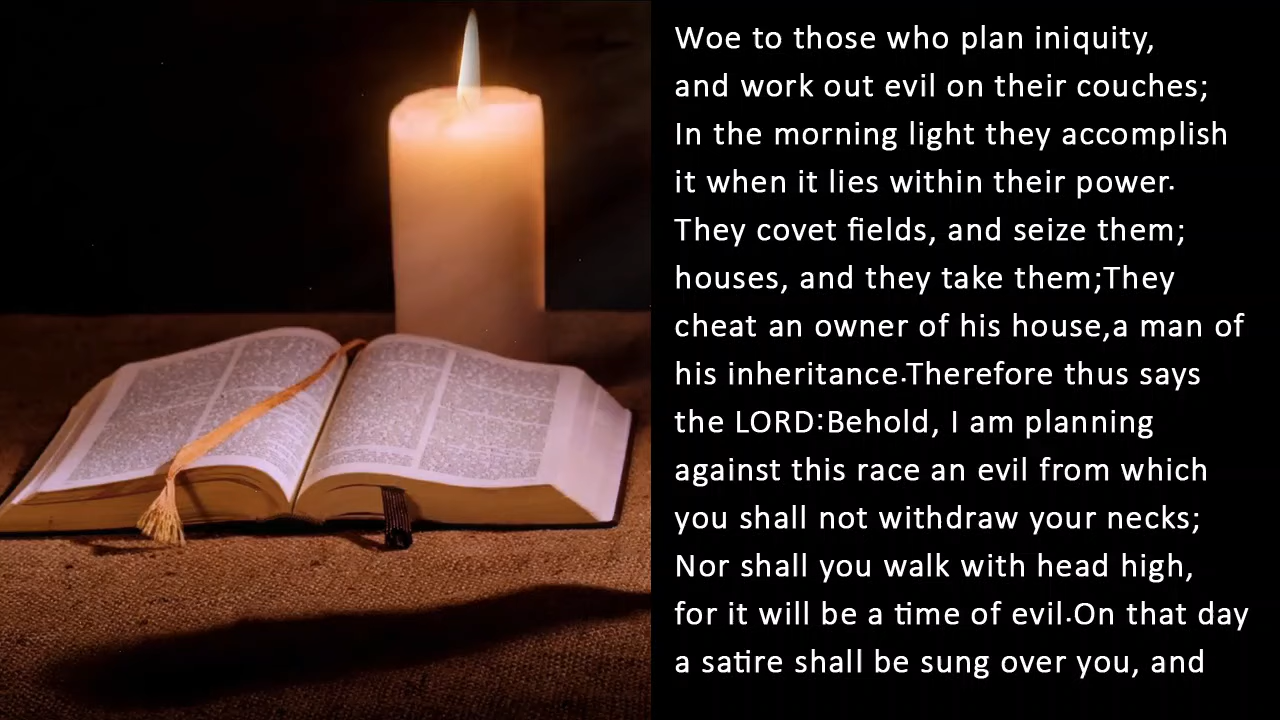 Woe to those who plan iniquity,
and work out evil on their couches;
In the morning light they accomplish
it when it lies within their power.
They covet fields, and seize them;
houses, and they take them;They
cheat an owner of his house,a man of
his inheritance.Therefore thus says
the LORD:Behold, I am planning
against this race an evil from which
you shall not withdraw your necks;
Nor shall you walk with head high,
for it will be a time of evil.On that day
a satire shall be sung over you, and